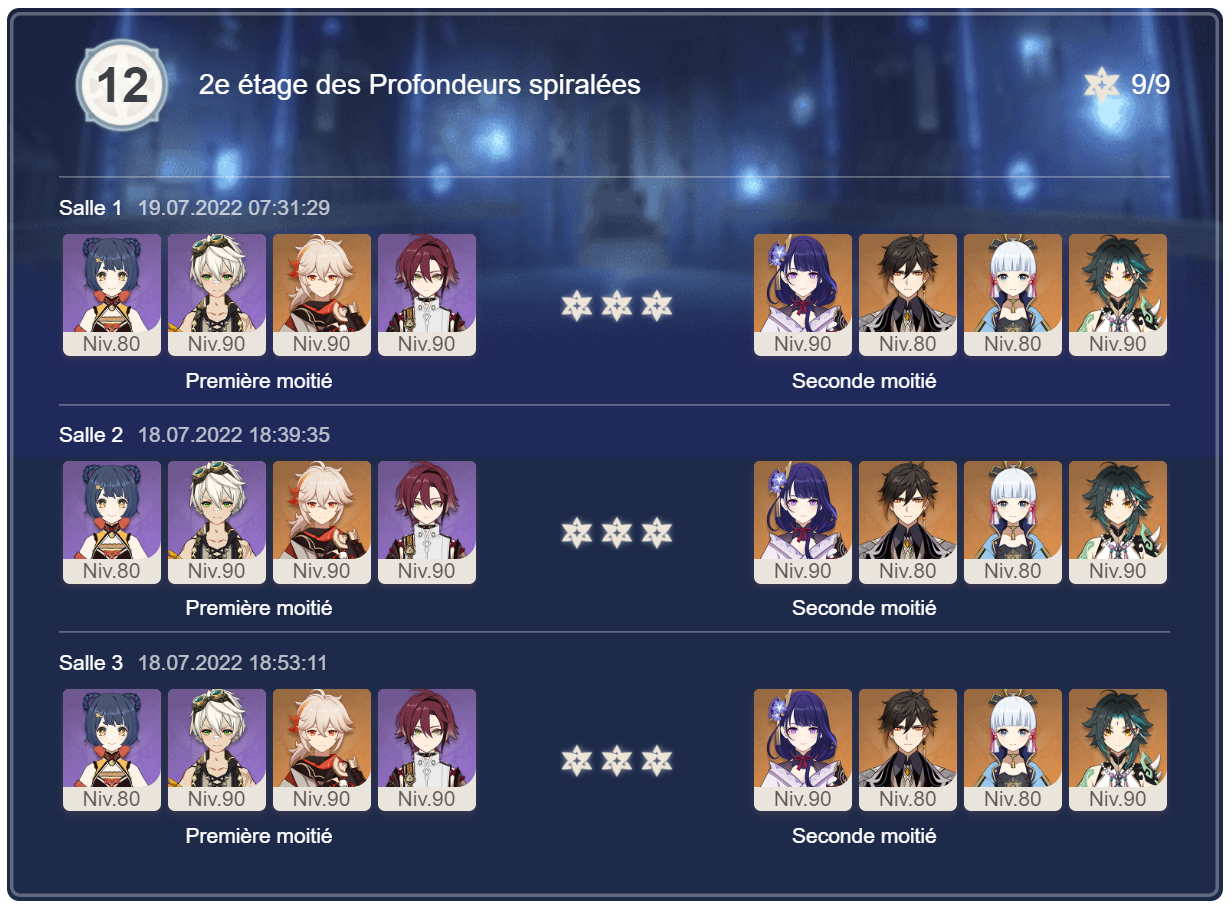 12 2e étage des Profondeurs spiralées 9/9
Salle 1 19.07.2022 07:31:29
Niv.80 Niv.90 Niv.90 Niv.90 Niv.90 Niv.80 Niv.80 Niv.90
Première moitié Seconde moitié
Salle 2 18.07.2022 18:39:35
Niv.80 Niv.90 Niv.90 Niv.90 Niv.90 Niv.80 Niv.80 Niv.90
Première moitié Seconde moitié
Salle 3 18.07.2022 18:53:11
Niv.80 Niv.90 Niv.90 Niv.90 Niv.90 Niv.80 Niv.80 Niv.90
Première moitié Seconde moitié